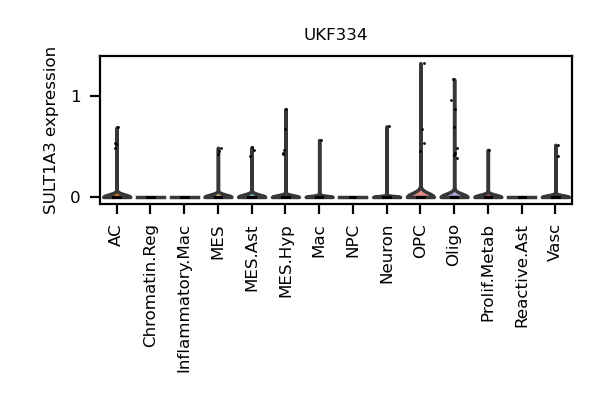 UKF334
SULT1A3 expression
1
0
AC
Chromatin.Reg
Inflammatory.Mac
MES
MES.Ast
MES.Hyp
Mac
NPC
Neuron
OPC
Oligo
Prolif.Metab
Reactive.Ast
Vasc